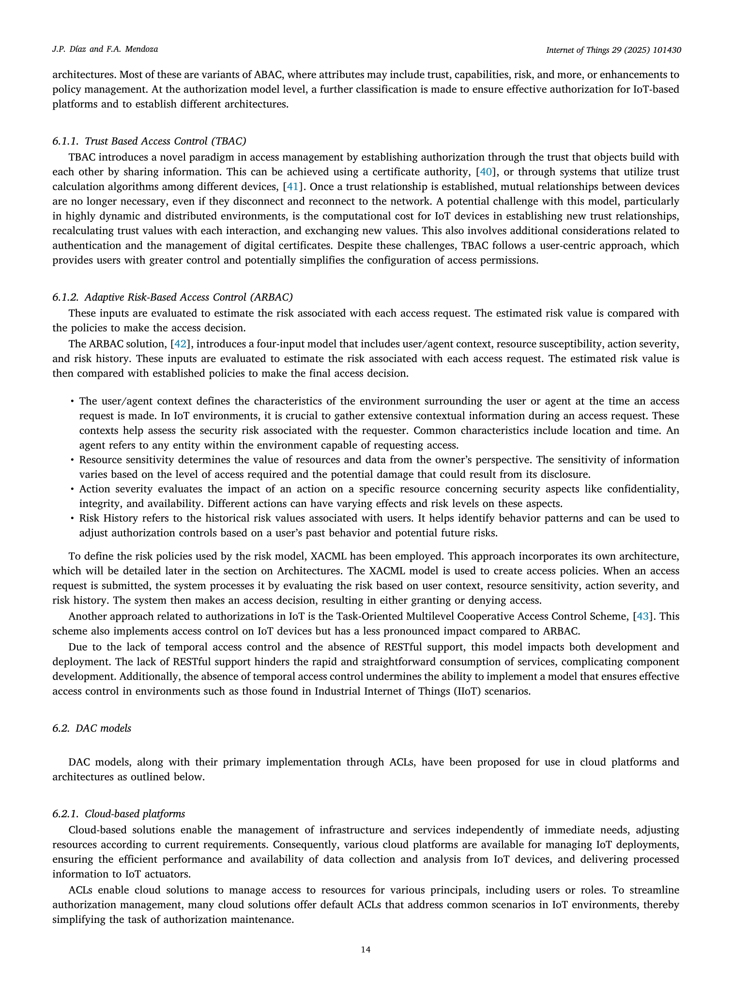 J.P. Díaz and F.A. Mendoza
Internet of Things 29 (2025) 101430
architectures. Most of these are variants of ABAC, where attributes may include trust, capabilities, risk, and more, or enhancements to
policy management. At the authorization model level, a further classification is made to ensure effective authorization for IoT-based
platforms and to establish different architectures.
6.1.1. Trust Based Access Control (TBAC)
TBAC introduces a novel paradigm in access management by establishing authorization through the trust that objects build with
each other by sharing information. This can be achieved using a certificate authority, [40], or through systems that utilize trust
calculation algorithms among different devices, [41]. Once a trust relationship is established, mutual relationships between devices
are no longer necessary, even if they disconnect and reconnect to the network. A potential challenge with this model, particularly
in highly dynamic and distributed environments, is the computational cost for IoT devices in establishing new trust relationships,
recalculating trust values with each interaction, and exchanging new values. This also involves additional considerations related to
authentication and the management of digital certificates. Despite these challenges, TBAC follows a user-centric approach, which
provides users with greater control and potentially simplifies the configuration of access permissions.
6.1.2. Adaptive Risk-Based Access Control (ARBAC)
These inputs are evaluated to estimate the risk associated with each access request. The estimated risk value is compared with
the policies to make the access decision.
The ARBAC solution, [42], introduces a four-input model that includes user/agent context, resource susceptibility, action severity,
and risk history. These inputs are evaluated to estimate the risk associated with each access request. The estimated risk value is
then compared with established policies to make the final access decision.
• The user/agent context defines the characteristics of the environment surrounding the user or agent at the time an access
request is made. In IoT environments, it is crucial to gather extensive contextual information during an access request. These
contexts help assess the security risk associated with the requester. Common characteristics include location and time. An
agent refers to any entity within the environment capable of requesting access.
• Resource sensitivity determines the value of resources and data from the owner's perspective. The sensitivity of information
varies based on the level of access required and the potential damage that could result from its disclosure.
• Action severity evaluates the impact of an action on a specific resource concerning security aspects like confidentiality,
integrity, and availability. Different actions can have varying effects and risk levels on these aspects.
• Risk History refers to the historical risk values associated with users. It helps identify behavior patterns and can be used to
adjust authorization controls based on a user's past behavior and potential future risks.
To define the risk policies used by the risk model, XACML has been employed. This approach incorporates its own architecture,
which will be detailed later in the section on Architectures. The XACML model is used to create access policies. When an access
request is submitted, the system processes it by evaluating the risk based on user context, resource sensitivity, action severity, and
risk history. The system then makes an access decision, resulting in either granting or denying access.
Another approach related to authorizations in IoT is the Task-Oriented Multilevel Cooperative Access Control Scheme, [43]. This
scheme also implements access control on IoT devices but has a less pronounced impact compared to ARBAC.
Due to the lack of temporal access control and the absence of RESTful support, this model impacts both development and
deployment. The lack of RESTful support hinders the rapid and straightforward consumption of services, complicating component
development. Additionally, the absence of temporal access control undermines the ability to implement a model that ensures effective
access control in environments such as those found in Industrial Internet of Things (IIoT) scenarios.
6.2. DAC models
DAC models, along with their primary implementation through ACLs, have been proposed for use in cloud platforms and
architectures as outlined below.
6.2.1. Cloud-based platforms
Cloud-based solutions enable the management of infrastructure and services independently of immediate needs, adjusting
resources according to current requirements. Consequently, various cloud platforms are available for managing IoT deployments,
ensuring the efficient performance and availability of data collection and analysis from IoT devices, and delivering processed
information to IoT actuators.
ACLs enable cloud solutions to manage access to resources for various principals, including users or roles. To streamline
authorization management, many cloud solutions offer default ACLs that address common scenarios in IoT environments, thereby
simplifying the task of authorization maintenance.
14